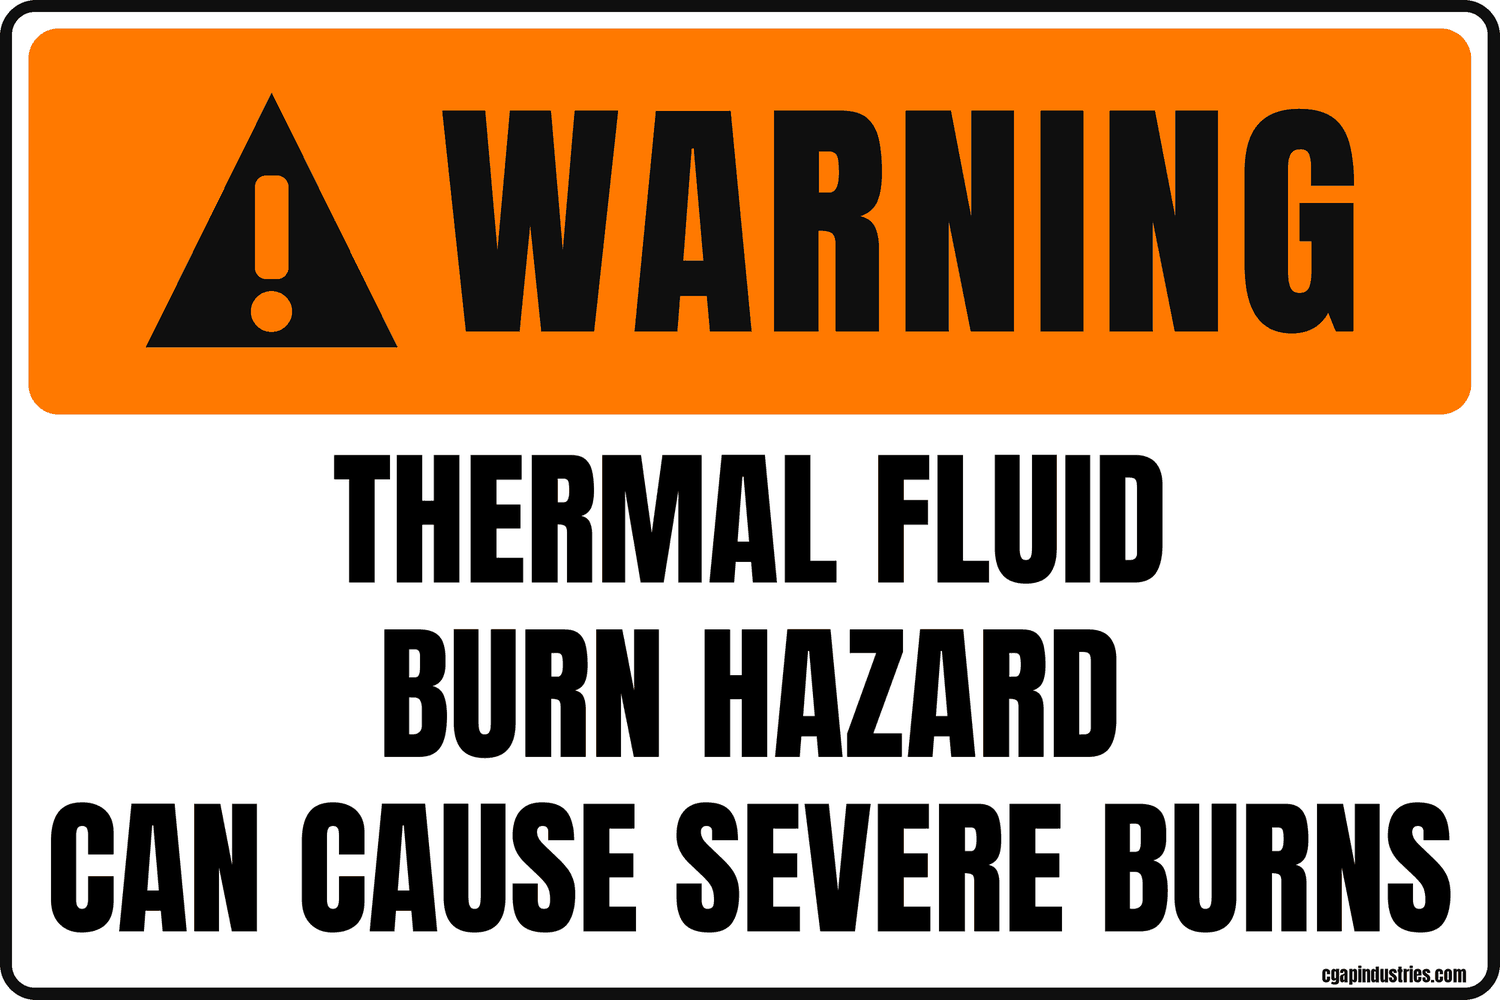 WARNING
THERMAL FLUID
BURN HAZARD
CAN CAUSE SEVERE BURNS
cgapindustries.com